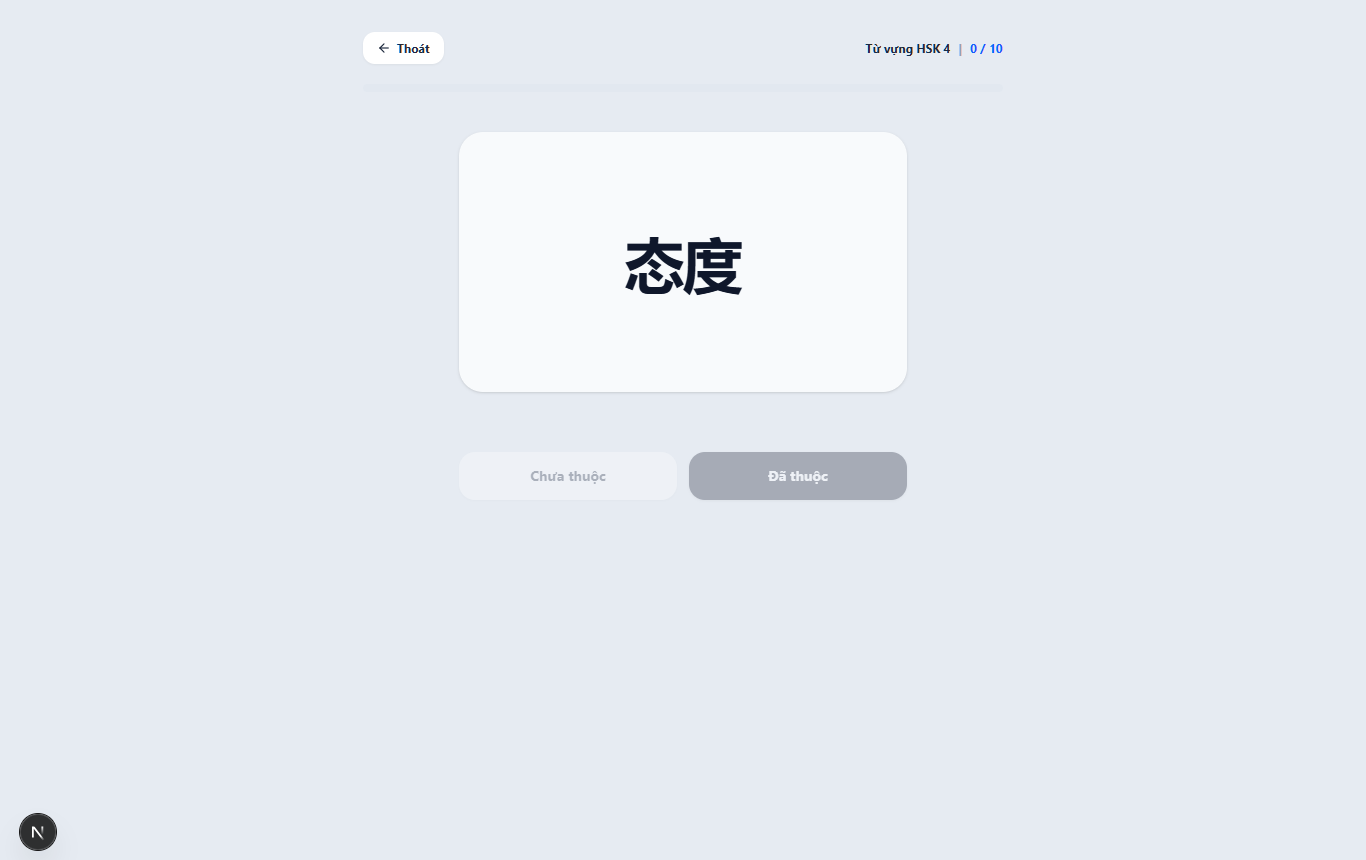 Thoát
Từ vựng HSK 4 | 0 / 10
态度
Chưa thuộc
Đã thuộc
N